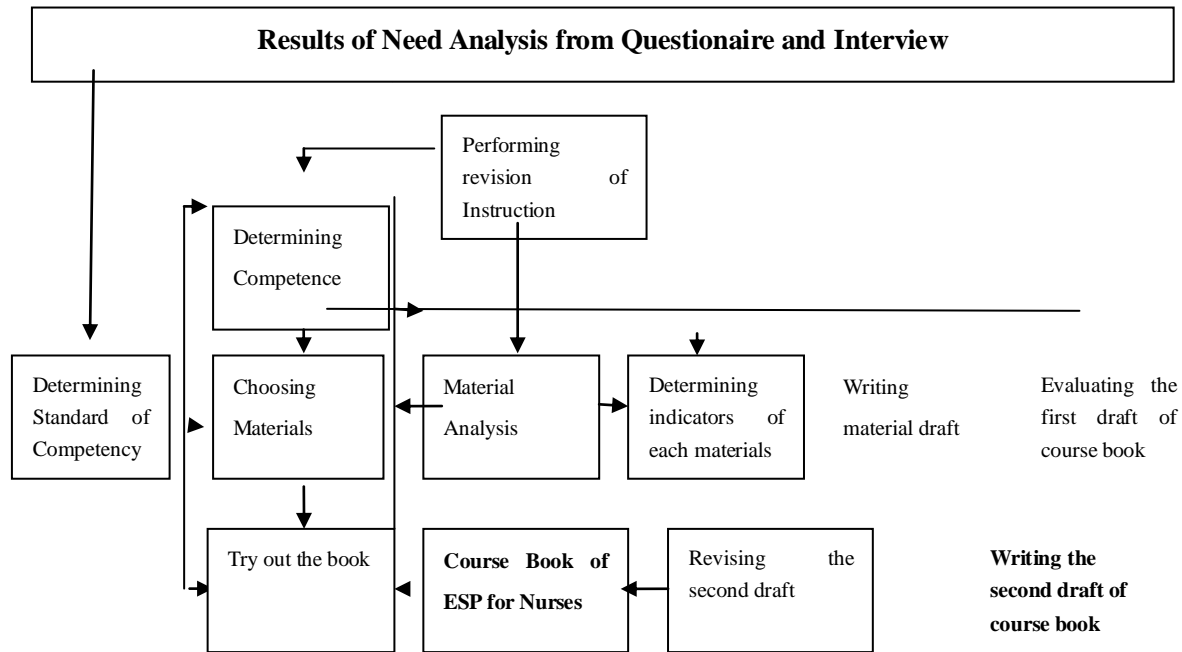 Results of Need Analysis from Questionaire and Interview
Performing
revision of
Instruction
Determining
Competence
Determining
Standard of
Competency
Choosing
Materials
Material
Analysis
Determining
indicators of
each materials
Writing
material draft
Evaluating the
first draft of
course book
Try out the book
Course Book of
ESP for Nurses
Revising the
second draft
Writing the
second draft of
course book